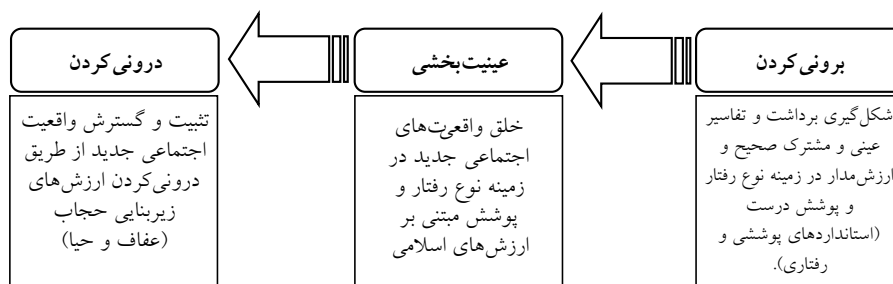 برونی‌کردن
شکل‌گیری برداشت و تفاسیر
عینی و مشترک صحیح و
ارزش‌مدار در زمینه نوع رفتار
و پوشش درست
(استانداردهای پوششی و
رفتاری).
عینیت‌بخشی
خلق واقعیت‌های
اجتماعی جدید در
زمینه نوع رفتار و
پوشش مبتنی بر
ارزش‌های اسلامی
درونی‌کردن
تثبیت و گسترش واقعیت
اجتماعی جدید از طریق
درونی‌کردن ارزش‌های
زیربنایی حجاب
(عفاف و حیا)